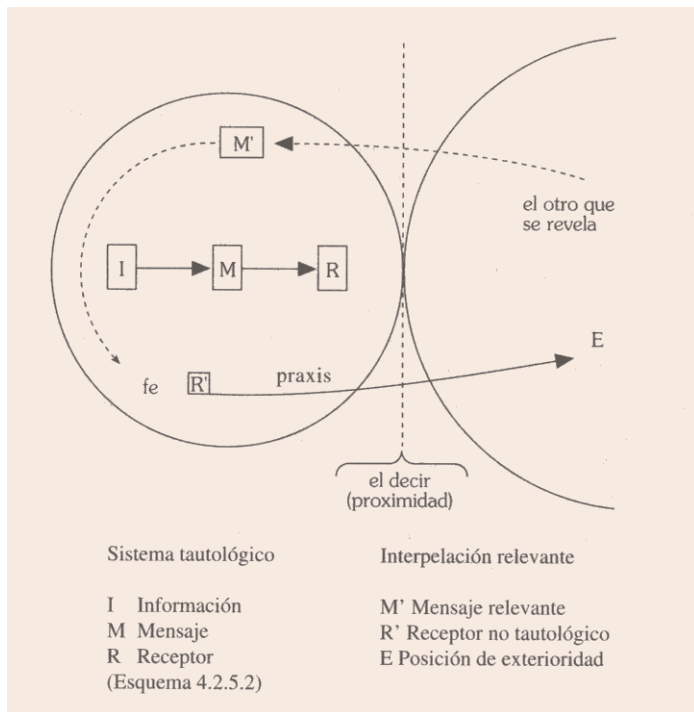 M'
el otro que
se revela
I M R
E
fe R' praxis
el decir
(proximidad)
Sistema tautológico
I Información
M Mensaje
R Receptor
(Esquema 4.2.5.2)
Interpelación relevante
M' Mensaje relevante
R' Receptor no tautológico
E Posición de exterioridad